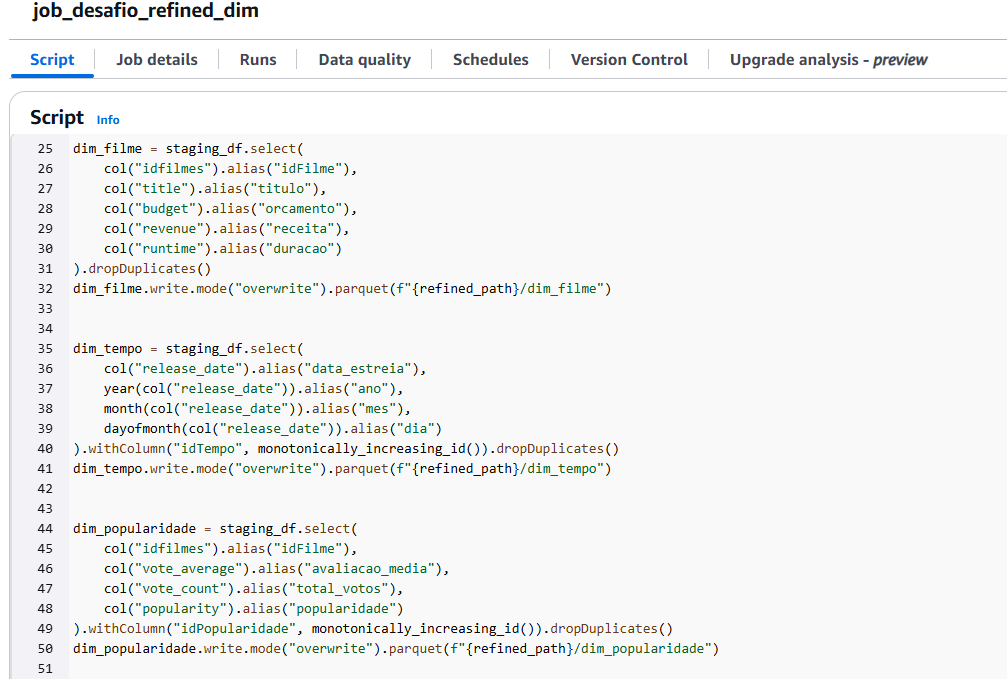 job_desafio_refined_dim
Script Job details Runs Data quality Schedules Version Control Upgrade analysis - preview
Script Info
25 dim_filme = staging_df.select(
26     col("idfilmes").alias("idFilme"),
27     col("title").alias("titulo"),
28     col("budget").alias("orcamento"),
29     col("revenue").alias("receita"),
30     col("runtime").alias("duracao")
31 ).dropDuplicates()
32 dim_filme.write.mode("overwrite").parquet(f"{refined_path}/dim_filme")
33
34
35 dim_tempo = staging_df.select(
36     col("release_date").alias("data_estreia"),
37     year(col("release_date")).alias("ano"),
38     month(col("release_date")).alias("mes"),
39     dayofmonth(col("release_date")).alias("dia")
40 ).withColumn("idTempo", monotonically_increasing_id()).dropDuplicates()
41 dim_tempo.write.mode("overwrite").parquet(f"{refined_path}/dim_tempo")
42
43
44 dim_popularidade = staging_df.select(
45     col("idfilmes").alias("idFilme"),
46     col("vote_average").alias("avaliacao_media"),
47     col("vote_count").alias("total_votos"),
48     col("popularity").alias("popularidade")
49 ).withColumn("idPopularidade", monotonically_increasing_id()).dropDuplicates()
50 dim_popularidade.write.mode("overwrite").parquet(f"{refined_path}/dim_popularidade")
51